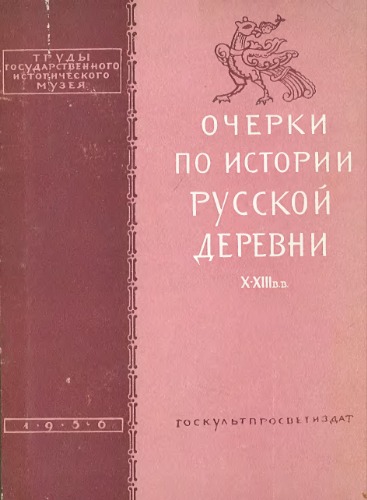 ТРУДЫ
ГОСУДАРСТВЕННОГО
ИСТОРИЧЕСКОГО
МУЗЕЯ
ОЧЕРКИ
ПО ИСТОРИИ
РУССКОЙ
ДЕРЕВНИ
X-XIII в.в.
1·9·5·6·
ГОСКУЛЬТПРОСВЕТИЗДАТ